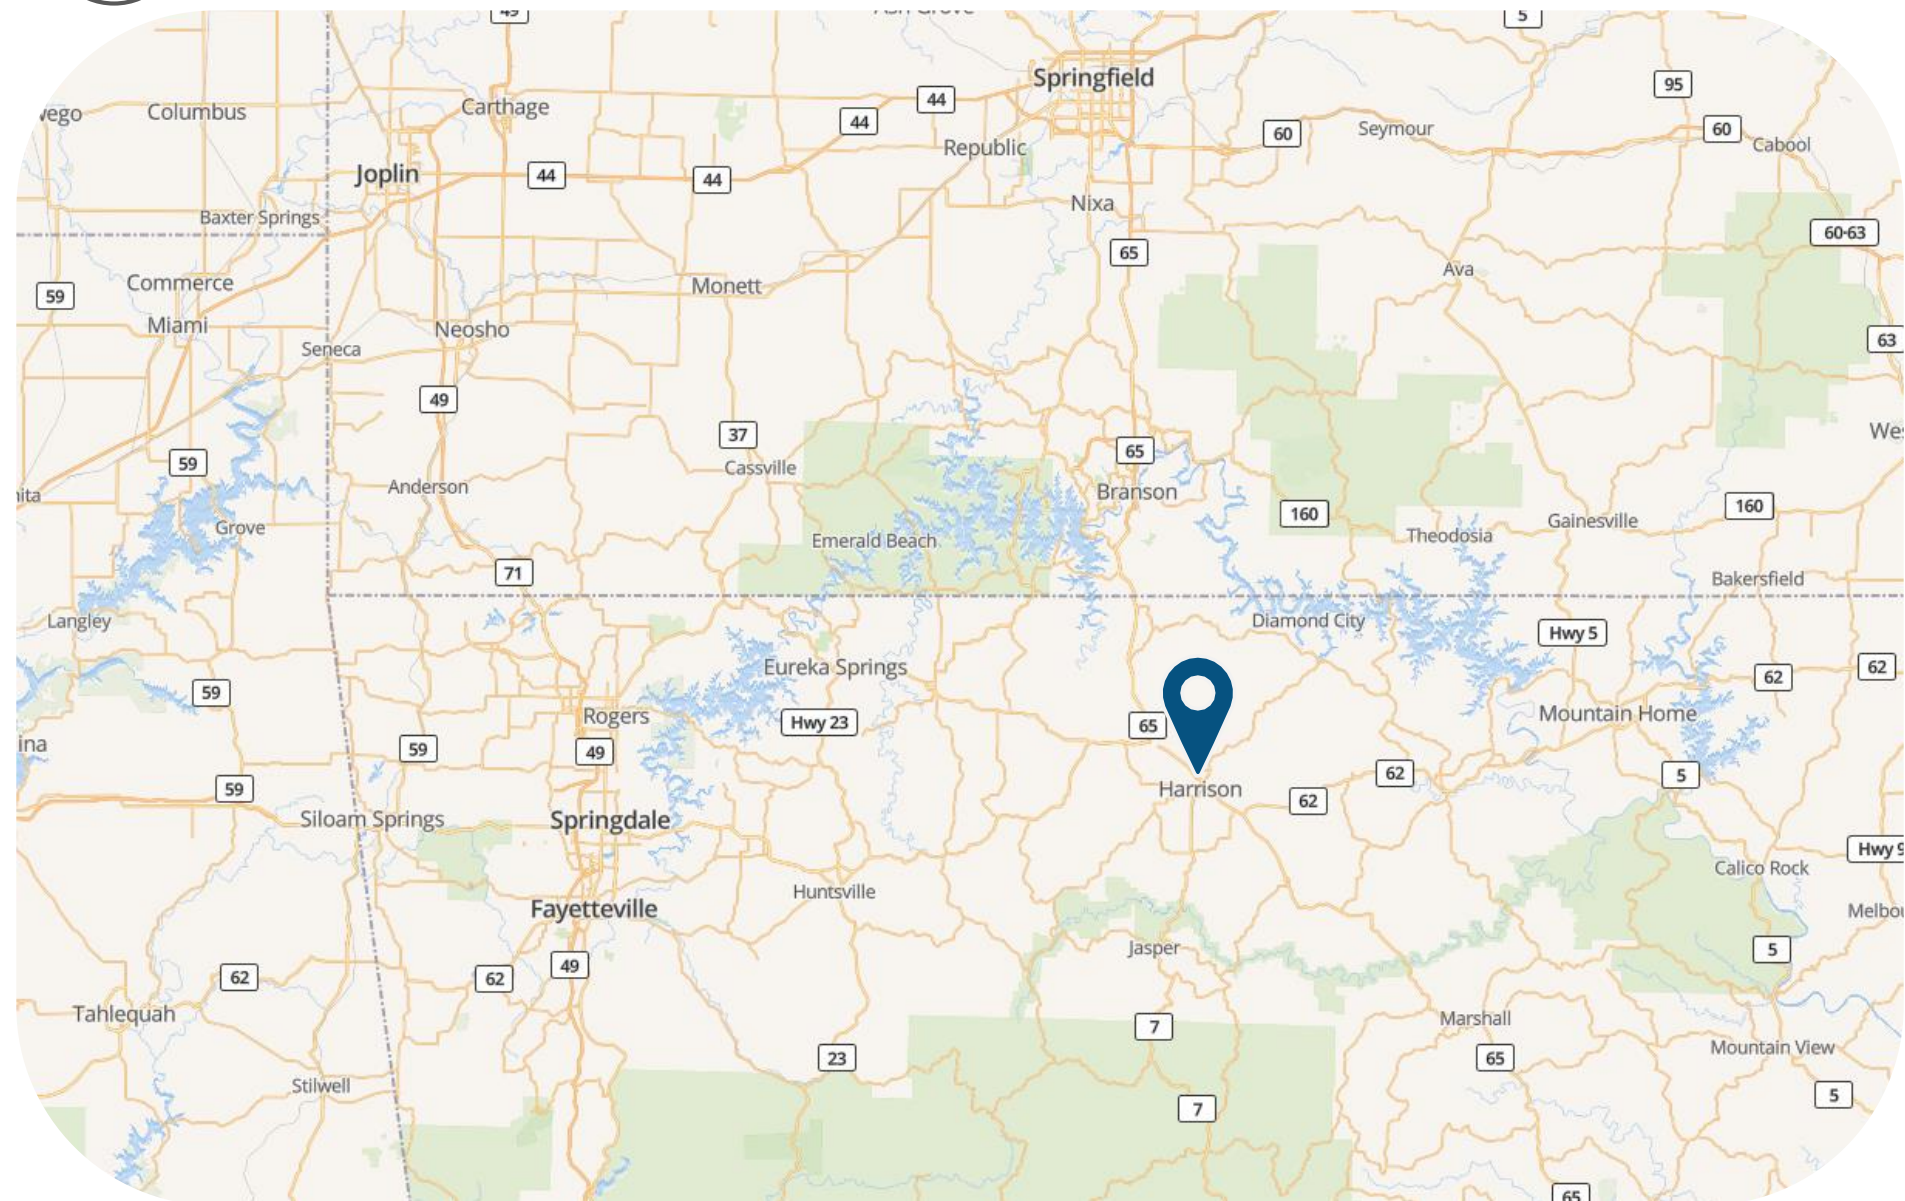 49
5
Springfield
95
Carthage
Columbus
44
44
60
Seymour
60
Cabool
Republic
Joplin
44
44
Nixa
Baxter Springs
60-63
65
Ava
59
Commerce
Monett
Miami
Neosho
Seneca
63
49
37
59
65
Cassville
Anderson
Branson
160
160
Grove
Emerald Beach
Theodosia
Gainesville
71
Bakersfield
Langley
Diamond City
Hwy 5
Eureka Springs
62
62
59
Rogers
Hwy 23
65
Mountain Home
59
49
62
5
59
Harrison
62
Siloam Springs
Springdale
Calico Rock
Huntsville
Fayetteville
Jasper
5
49
62
62
Tahlequah
7
Marshall
23
65
Mountain View
Stilwell
7
5
65